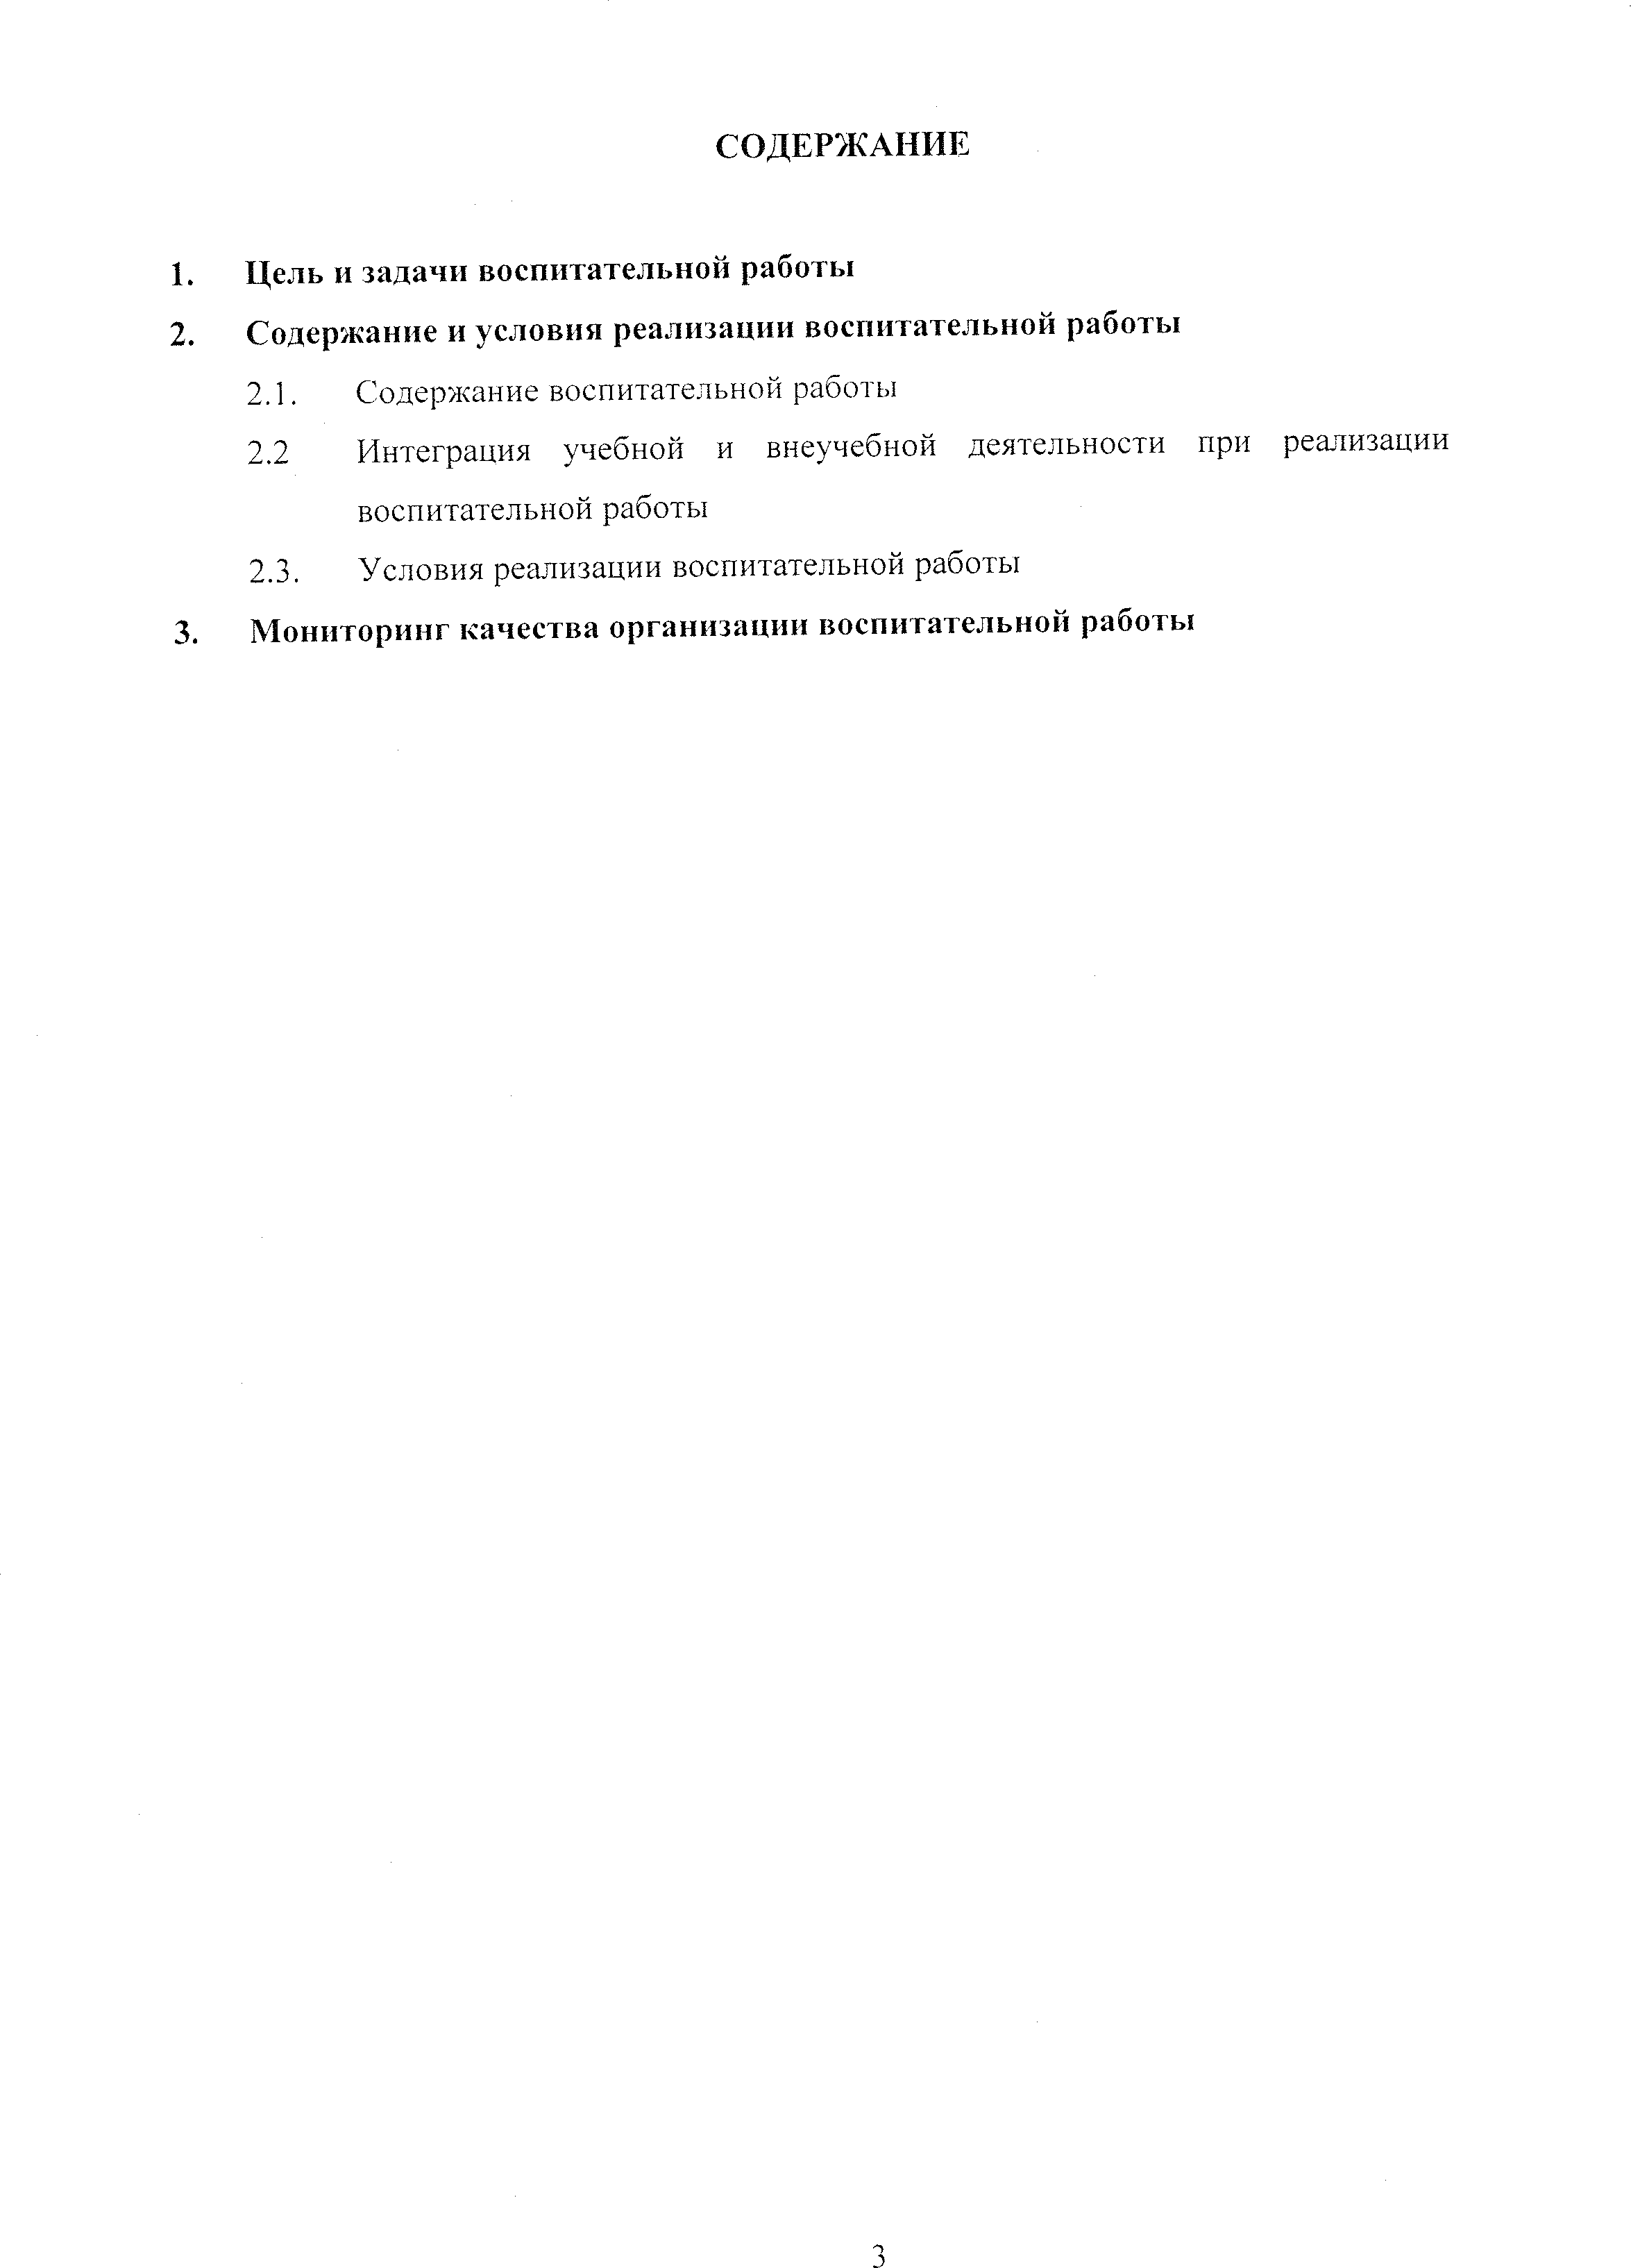 СОДЕРЖАНИЕ
1. Цель и задачи воспитательной работы
2. Содержание и условия реализации воспитательной работы
2.1. Содержание воспитательной работы
2.2 Интеграция учебной и внеучебной деятельности при реализации
воспитательной работы
2.3. Условия реализации воспитательной работы
3. Мониторинг качества организации воспитательной работы
3